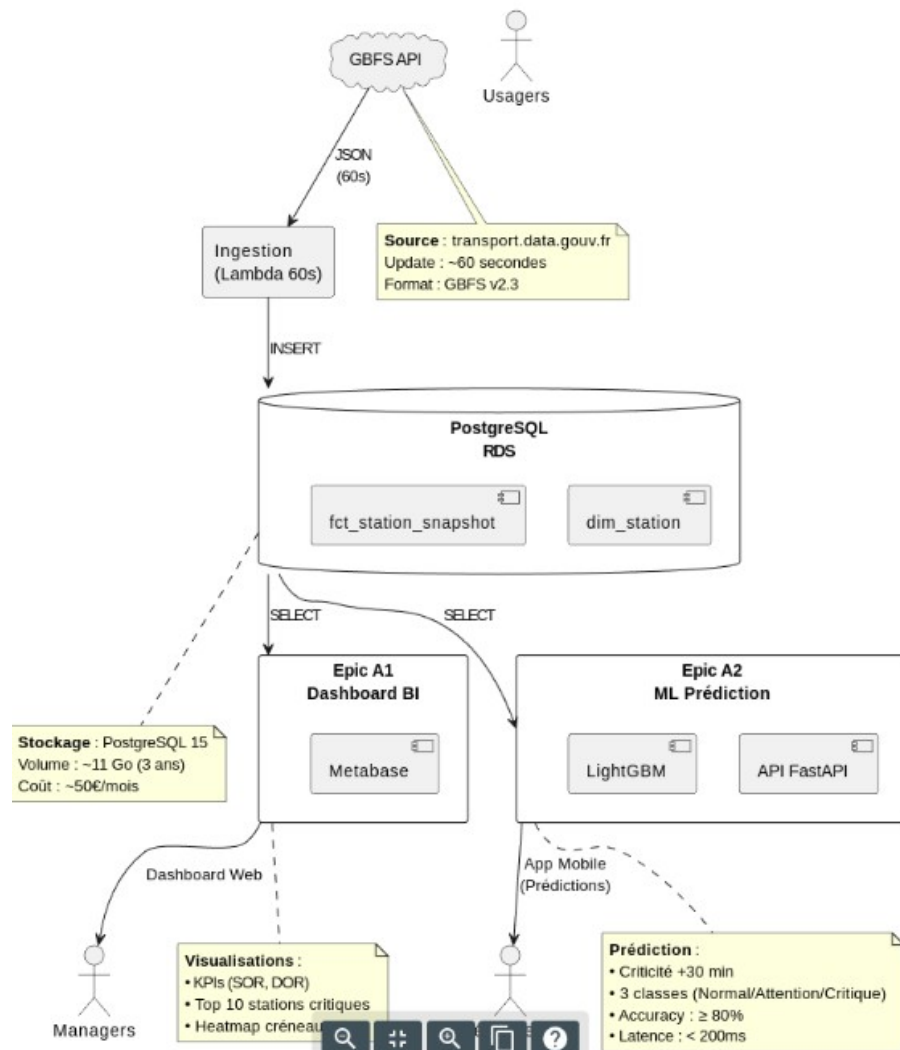 GBFS API
Usagers
JSON
(60s)
Ingestion
(Lambda 60s)
Source : transport.data.gouv.fr
Update : ~60 secondes
Format : GBFS v2.3
INSERT
PostgreSQL
RDS
fct_station_snapshot
dim_station
SELECT
SELECT
Epic A1
Dashboard BI
Metabase
Epic A2
ML Prédiction
LightGBM
API FastAPI
Stockage : PostgreSQL 15
Volume : ~11 Go (3 ans)
Coût : ~50€/mois
Dashboard Web
App Mobile
(Prédictions)
Managers
Visualisations :
• KPIs (SOR, DOR)
• Top 10 stations critiques
• Heatmap
Prédiction :
• Criticité +30 min
• 3 classes (Normal/Attention/Critique)
• Accuracy : ≥ 80%
• Latence : < 200ms
?